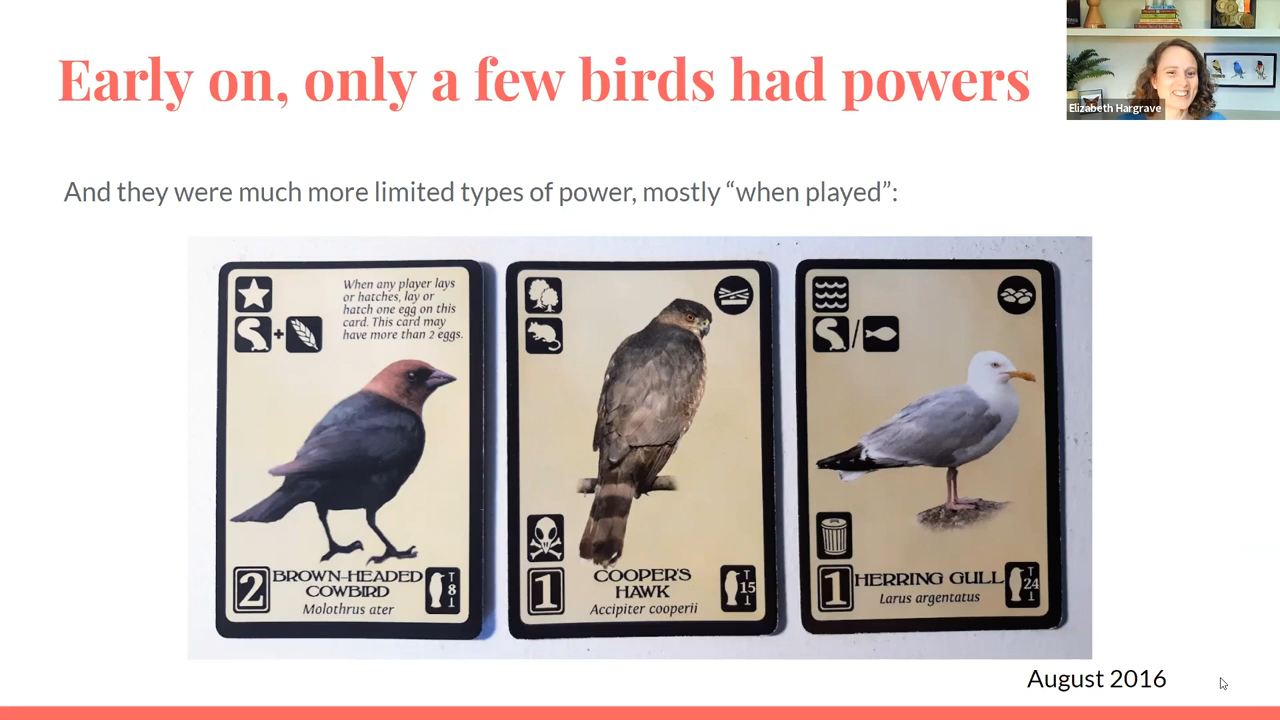 Early on, only a few birds had powers
Elizabeth Hargrave
And they were much more limited types of power, mostly “when played”:
When any player lays
or hatches, lay or
hatch one egg on this
card. This card may
have more than 2 eggs.
+
2
BROWN-HEADED
COWBIRD
Molothrus ater
8
1
COOPER'S
HAWK
Accipiter cooperii
15
/
1
HERRING GULL
Larus argentatus
24
August 2016